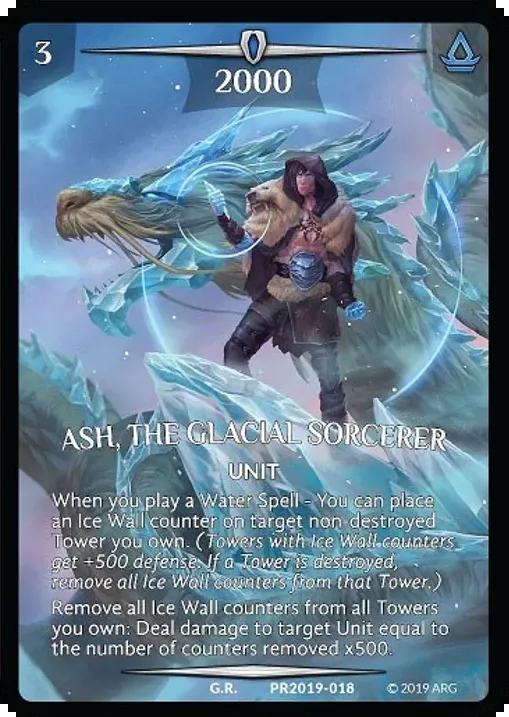 3
2000
ASH, THE GLACIAL SORCERER
UNIT
When you play a Water Spell - You can place
an Ice Wall counter on target non-destroyed
Tower you own. (Towers with Ice Wall counters
get +500 defense. If a Tower is destroyed,
remove all Ice Wall counters from that Tower.)
Remove all Ice Wall counters from all Towers
you own: Deal damage to target Unit equal to
the number of counters removed x500.
G.R. PR2019-018 © 2019 ARG